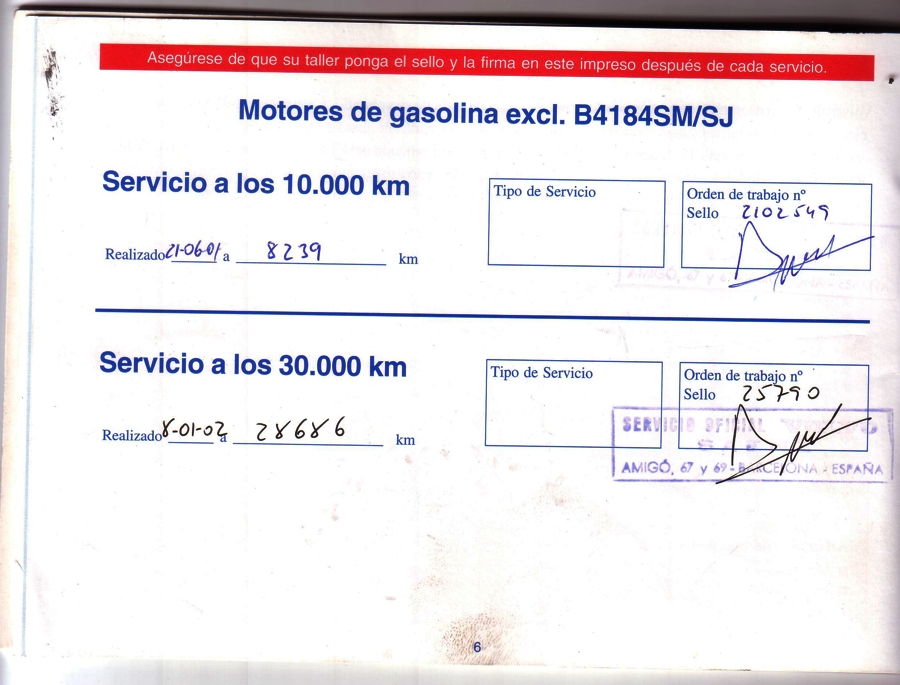 Asegúrese de que su taller ponga el sello y la firma en este impreso después de cada servicio.
Motores de gasolina excl. B4184SM/SJ
Servicio a los 10.000 km
Tipo de Servicio
Orden de trabajo nº
Sello 2102549
Realizado 21-06-01 a 8239 km
Servicio a los 30.000 km
Tipo de Servicio
Orden de trabajo nº
Sello 25790
Realizado 8-01-02 a 28686 km
SERVICIO OFICIAL
AMIGÓ, 67 y 69 - BARCELONA - ESPAÑA
6